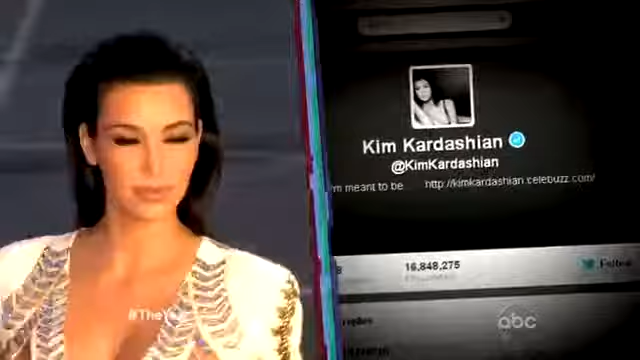 #The
Kim Kardashian
@KimKardashian
I'm meant to be http://kimkardashian.celebuzz.com/
16,848,275
Follow
abc